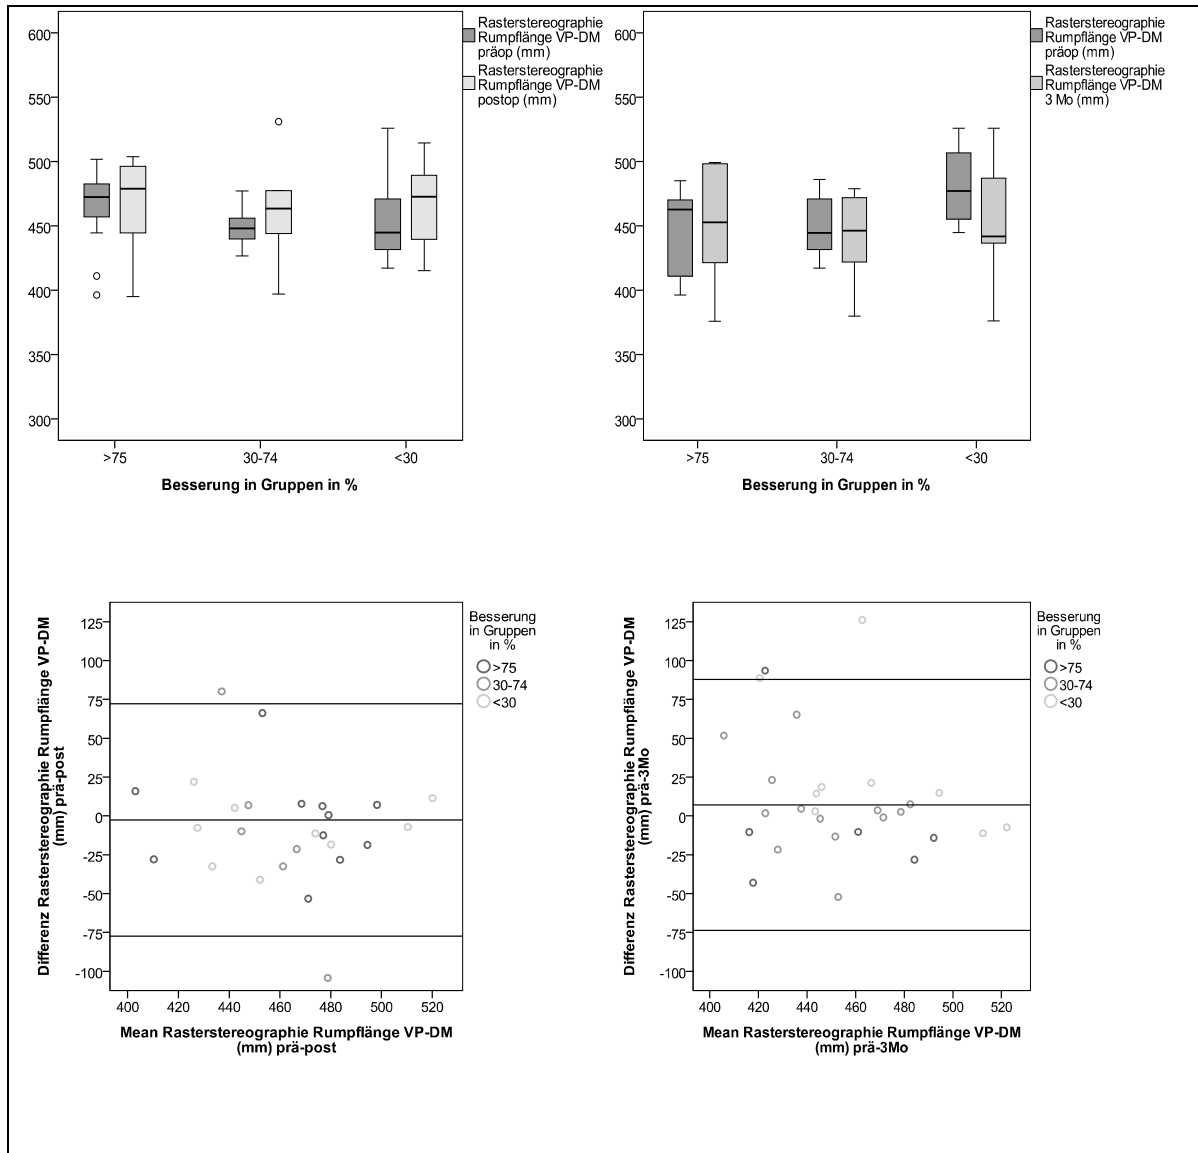 600
550
500
450
400
350
300
>75
30-74
<30
Besserung in Gruppen in %
Rasterstereographie
Rumpflänge VP-DM
präop (mm)
Rasterstereographie
Rumpflänge VP-DM
postop (mm)
600
550
500
450
400
350
300
>75
30-74
<30
Besserung in Gruppen in %
Rasterstereographie
Rumpflänge VP-DM
präop (mm)
Rasterstereographie
Rumpflänge VP-DM
3 Mo (mm)
Differenz Rasterstereographie Rumpflänge VP-DM
(mm) prä-post
125
100
75
50
25
0
-25
-50
-75
-100
400
420
440
460
480
500
520
Mean Rasterstereographie Rumpflänge VP-DM
(mm) prä-post
Besserung
in Gruppen
in %
>75
30-74
<30
Differenz Rasterstereographie Rumpflänge VP-DM
(mm) prä-3Mo
125
100
75
50
25
0
-25
-50
-75
-100
400
420
440
460
480
500
520
Mean Rasterstereographie Rumpflänge VP-DM
(mm) prä-3Mo
Besserung
in Gruppen
in %
>75
30-74
<30